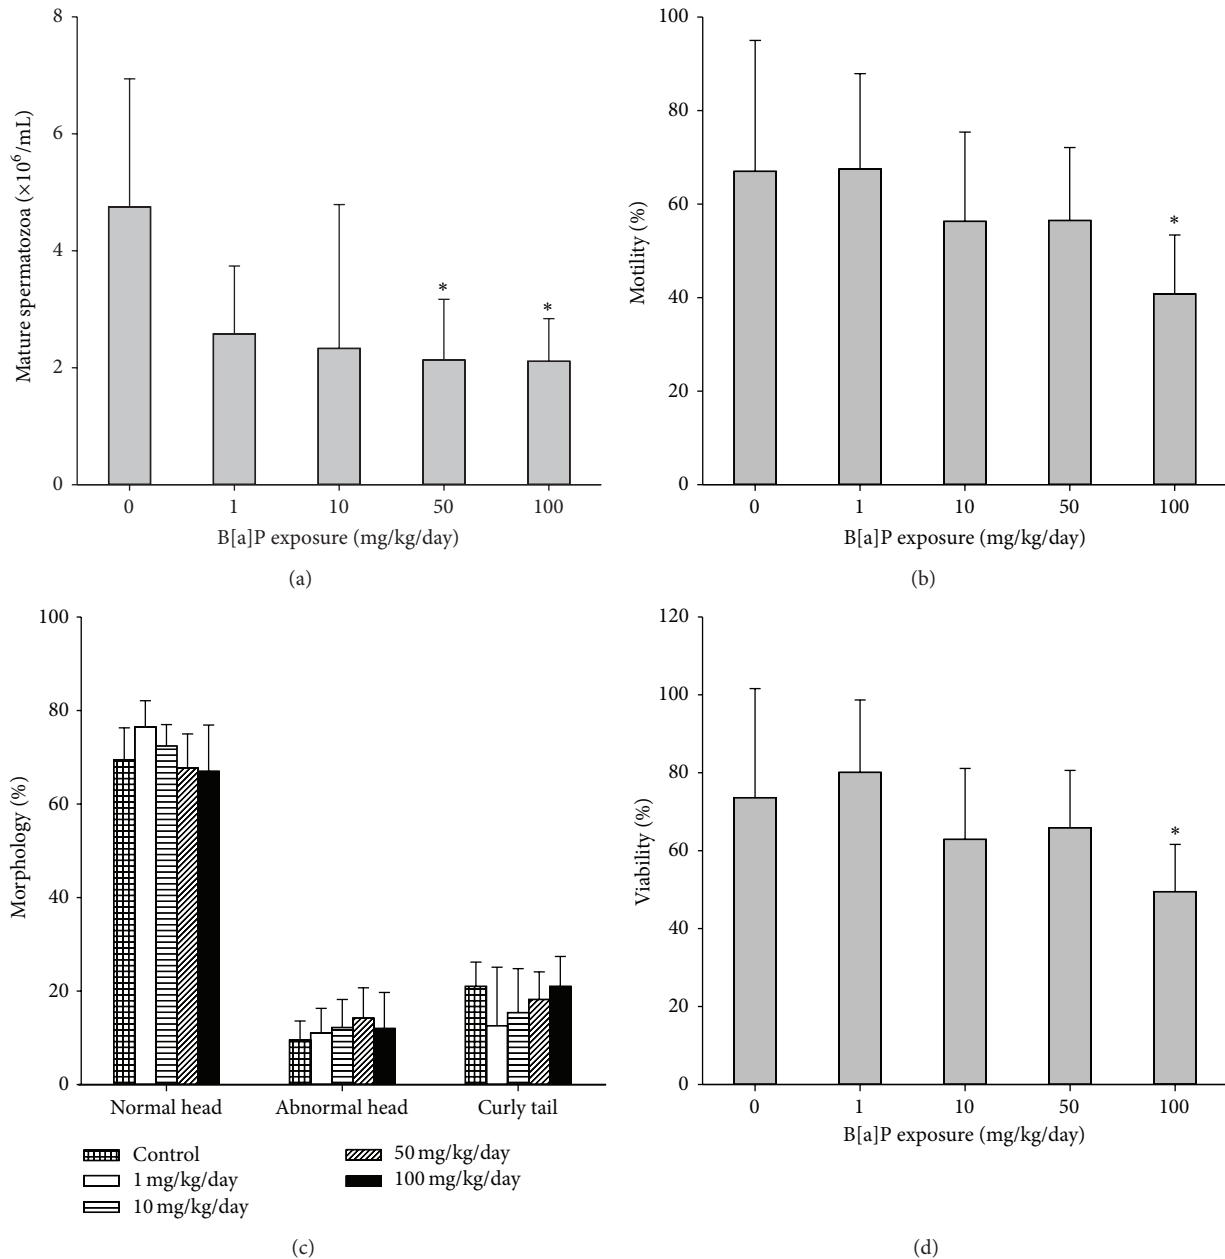 8
6
4
2
0
Mature spermatozoa (×10⁶/mL)
*
*
0 1 10 50 100
B[a]P exposure (mg/kg/day)
(a)
100
80
60
40
20
0
Motility (%)
*
0 1 10 50 100
B[a]P exposure (mg/kg/day)
(b)
100
80
60
40
20
0
Morphology (%)
Normal head Abnormal head Curly tail
Control
1 mg/kg/day
10 mg/kg/day
50 mg/kg/day
100 mg/kg/day
(c)
120
100
80
60
40
20
0
Viability (%)
*
0 1 10 50 100
B[a]P exposure (mg/kg/day)
(d)